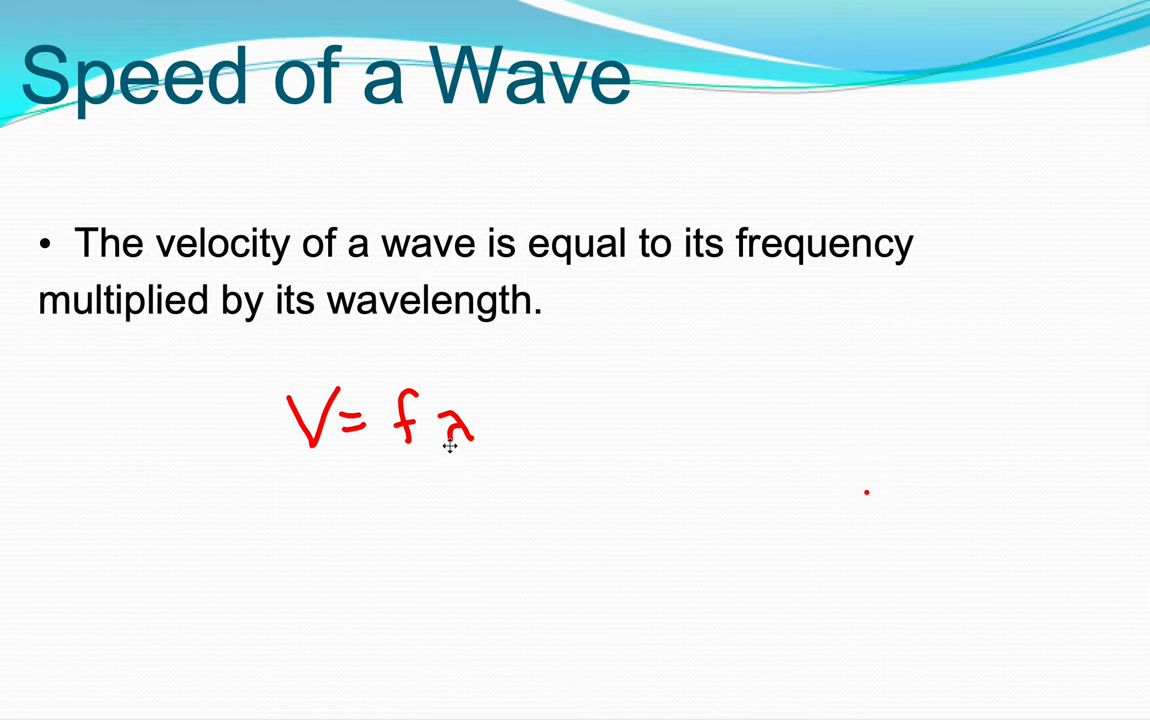 Speed of a Wave
• The velocity of a wave is equal to its frequency
multiplied by its wavelength.
V = f λ